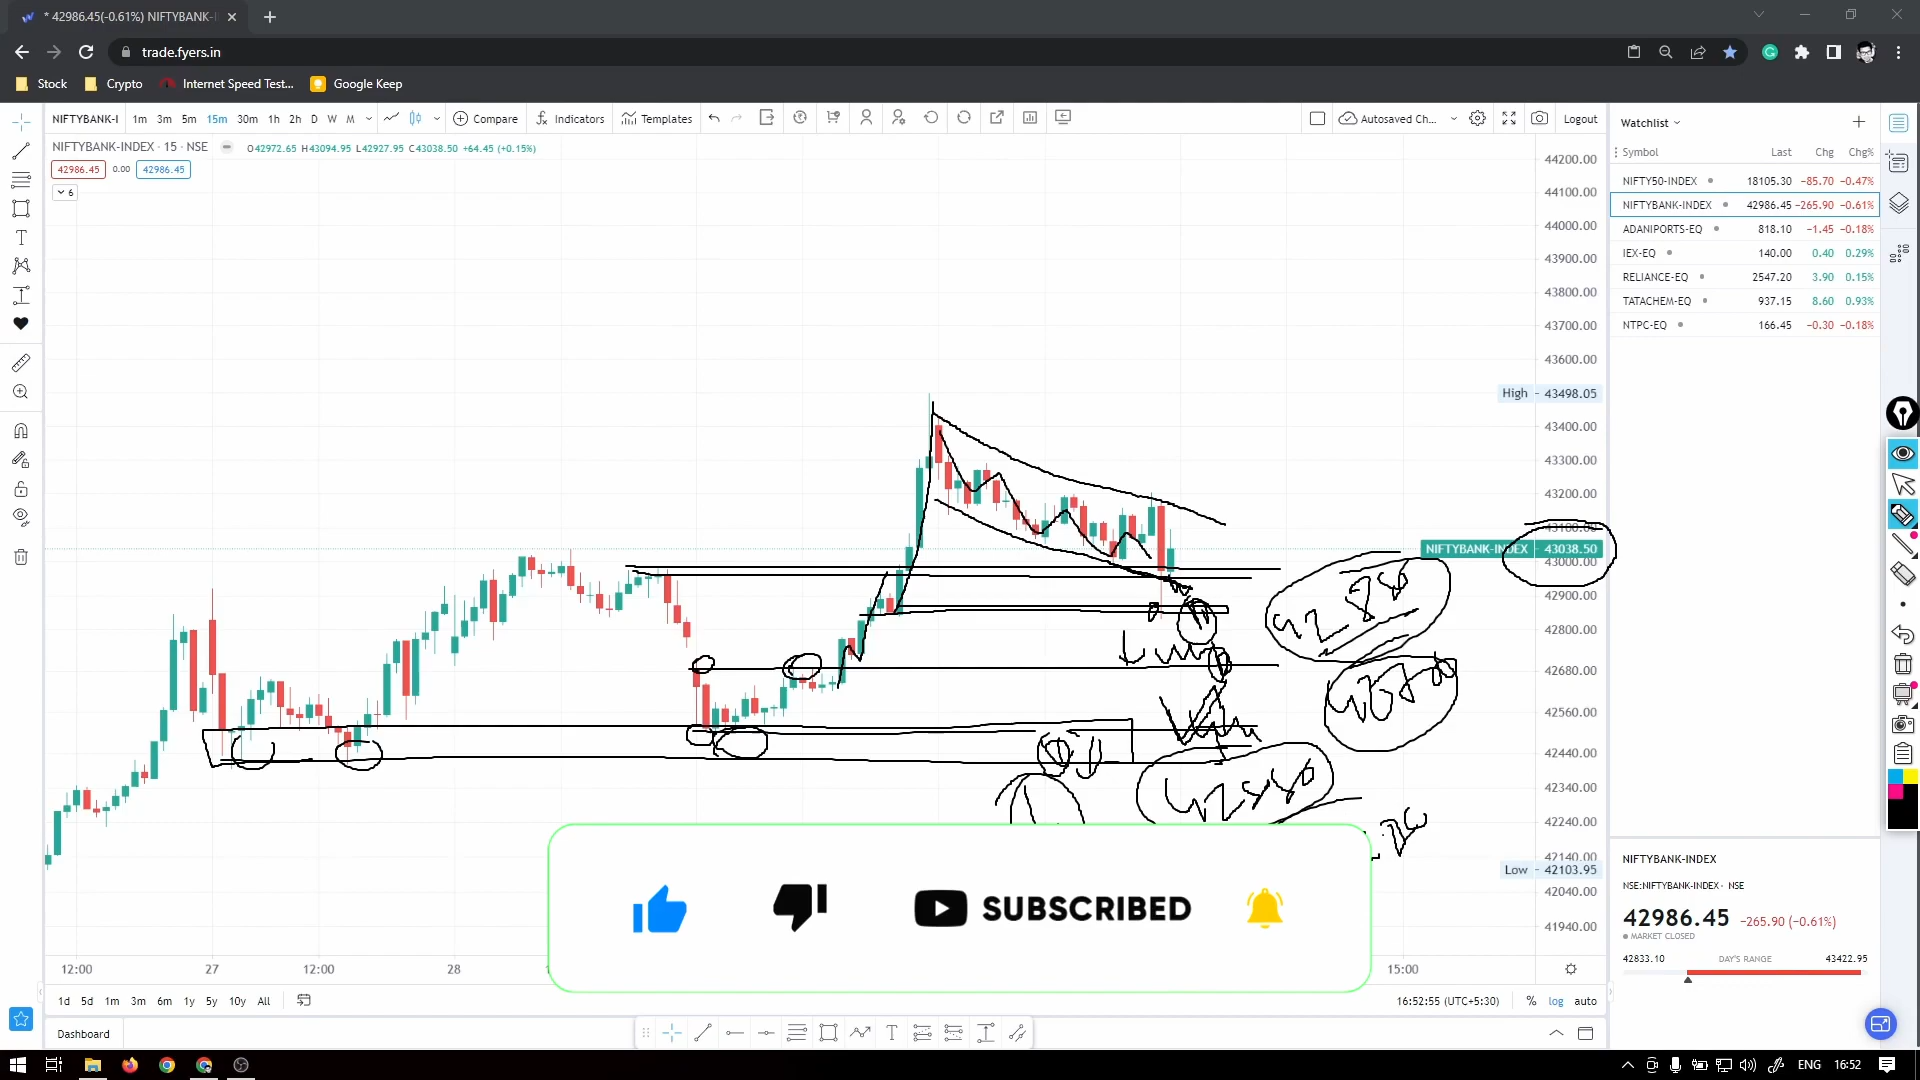 * 42986.45(-0.61%) NIFTYBANK-I
trade.fyers.in
Stock Crypto Internet Speed Test... Google Keep
NIFTYBANK-I 1m 3m 5m 15m 30m 1h 2h D W M Compare Indicators Templates Autosaved Ch... Logout
NIFTYBANK-INDEX · 15 · NSE O42972.65 H43094.95 L42927.95 C43038.50 +64.45 (+0.15%)
42986.45 0.00 42986.45
6
Watchlist
Symbol Last Chg Chg%
NIFTY50-INDEX 18105.30 −85.70 −0.47%
NIFTYBANK-INDEX 42986.45 −265.90 −0.61%
ADANIPORTS-EQ 818.10 −1.45 −0.18%
IEX-EQ 140.00 0.40 0.29%
RELIANCE-EQ 2547.20 3.90 0.15%
TATACHEM-EQ 937.15 8.60 0.93%
NTPC-EQ 166.45 −0.30 −0.18%
44200.00
44100.00
44000.00
43900.00
43800.00
43700.00
43600.00
High 43498.05
43400.00
43300.00
43200.00
43100.00
NIFTYBANK-INDEX 43038.50
43000.00
42900.00
42800.00
42680.00
42560.00
42440.00
42340.00
42240.00
42140.00
Low 42103.95
42040.00
41940.00
SUBSCRIBED
12:00 27 12:00 28 15:00
1d 5d 1m 3m 6m 1y 5y 10y All 16:52:55 (UTC+5:30) % log auto
Dashboard
NIFTYBANK-INDEX
NSE:NIFTYBANK-INDEX · NSE
42986.45 −265.90 (−0.61%)
MARKET CLOSED
42833.10 DAY'S RANGE 43422.95
ENG 16:52